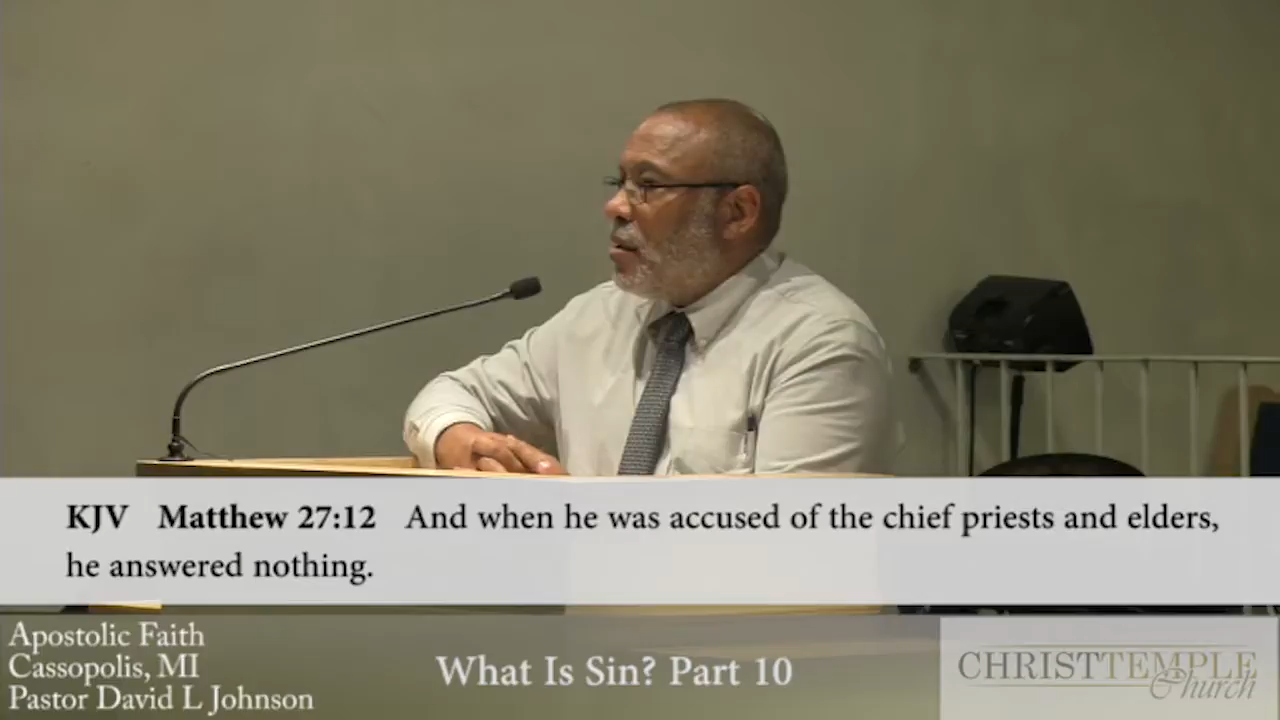 KJV Matthew 27:12 And when he was accused of the chief priests and elders,
he answered nothing.
Apostolic Faith
Cassopolis, MI
Pastor David L Johnson
What Is Sin? Part 10
CHRISTTEMPLE
Church